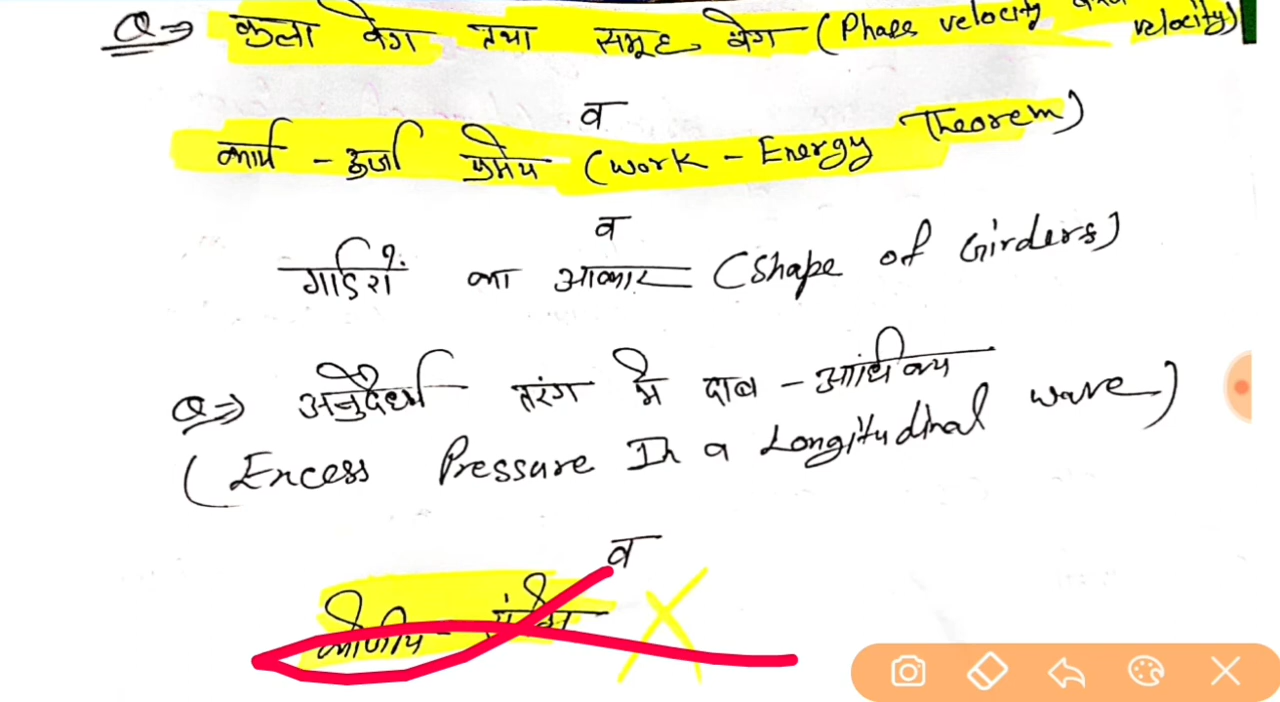 Q⇒ कला वेग तथा समूह वेग (Phase velocity velocity)
व
कार्य - ऊर्जा प्रमेय (Work - Energy Theorem)
व
गार्डरों का आकार (Shape of Girders)
Q⇒ अनुदैर्ध्य तरंग में दाब - आधिक्य
(Excess Pressure In a Longitudinal wave)
व
कोणीय - संवेग